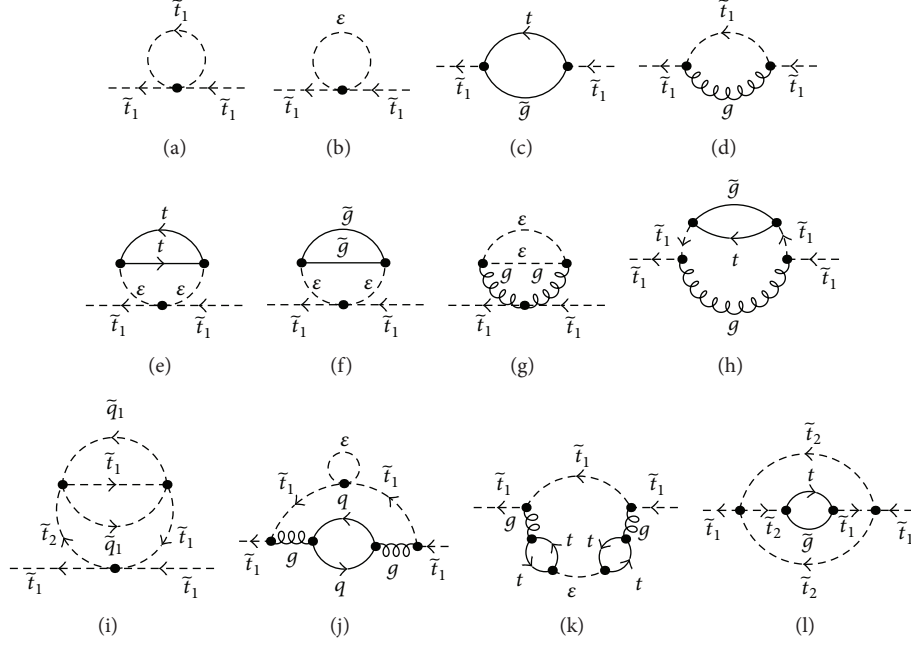 t̃₁ ε t t̃₁
t̃₁ t̃₁ t̃₁ t̃₁ t̃₁ g̃ t̃₁ t̃₁ g t̃₁
(a) (b) (c) (d)
t g̃ ε g̃
t g̃ ε t̃₁ t̃₁
ε ε ε ε g g t̃₁ t t̃₁
t̃₁ t̃₁ t̃₁ t̃₁ t̃₁ t̃₁ g
(e) (f) (g) (h)
q̃₁ ε t̃₁ t̃₂
t̃₁ t̃₁ q t̃₁ t̃₁ t̃₁ t
q̃₁ g g
t̃₂ t̃₁ t̃₁ g g t̃₁ t t t̃₁ t̃₂ g̃ t̃₁ t̃₁
t̃₁ t̃₁ q t ε t t̃₂
(i) (j) (k) (l)